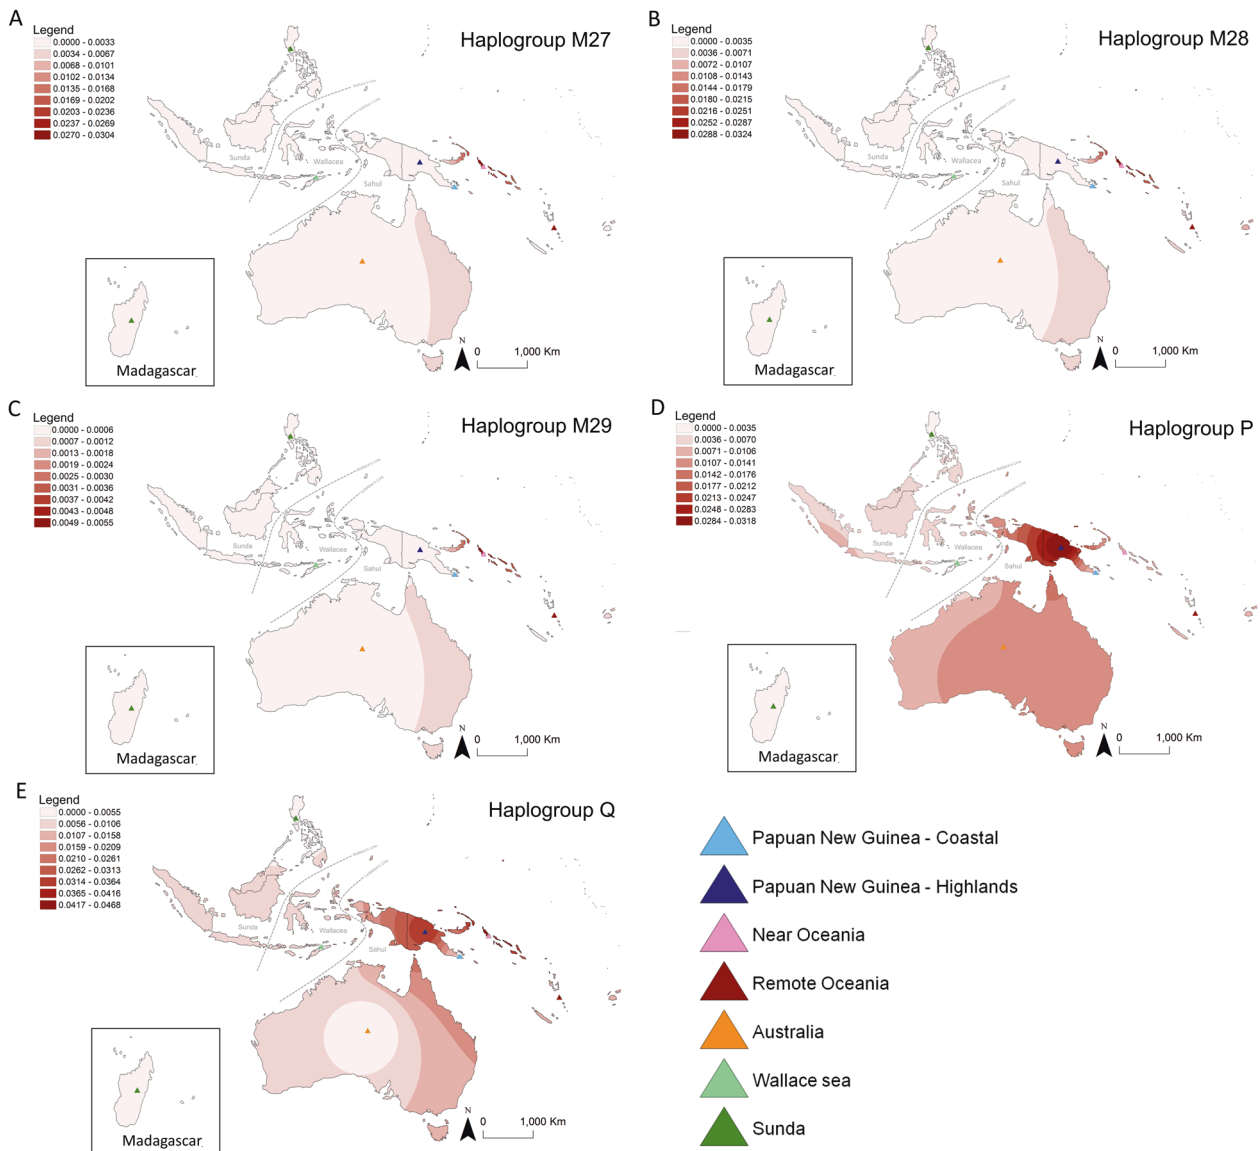 A
Legend
0.0000 - 0.0033
0.0034 - 0.0067
0.0068 - 0.0101
0.0102 - 0.0134
0.0135 - 0.0168
0.0169 - 0.0202
0.0203 - 0.0236
0.0237 - 0.0269
0.0270 - 0.0304
Haplogroup M27
Sunda
Wallacea
Sahul
Madagascar
N
0 1,000 Km
B
Legend
0.0000 - 0.0035
0.0036 - 0.0071
0.0072 - 0.0107
0.0108 - 0.0143
0.0144 - 0.0179
0.0180 - 0.0215
0.0216 - 0.0251
0.0252 - 0.0287
0.0288 - 0.0324
Haplogroup M28
Sunda
Wallacea
Sahul
Madagascar
N
0 1,000 Km
C
Legend
0.0000 - 0.0006
0.0007 - 0.0012
0.0013 - 0.0018
0.0019 - 0.0024
0.0025 - 0.0030
0.0031 - 0.0036
0.0037 - 0.0042
0.0043 - 0.0048
0.0049 - 0.0055
Haplogroup M29
Sunda
Wallacea
Sahul
Madagascar
N
0 1,000 Km
D
Legend
0.0000 - 0.0035
0.0036 - 0.0070
0.0071 - 0.0106
0.0107 - 0.0141
0.0142 - 0.0176
0.0177 - 0.0212
0.0213 - 0.0247
0.0248 - 0.0283
0.0284 - 0.0318
Haplogroup P
Sunda
Wallacea
Sahul
Madagascar
N
0 1,000 Km
E
Legend
0.0000 - 0.0055
0.0056 - 0.0106
0.0107 - 0.0158
0.0159 - 0.0209
0.0210 - 0.0261
0.0262 - 0.0313
0.0314 - 0.0364
0.0365 - 0.0416
0.0417 - 0.0468
Haplogroup Q
Sunda
Wallacea
Sahul
Madagascar
N
0 1,000 Km
Papuan New Guinea - Coastal
Papuan New Guinea - Highlands
Near Oceania
Remote Oceania
Australia
Wallace sea
Sunda